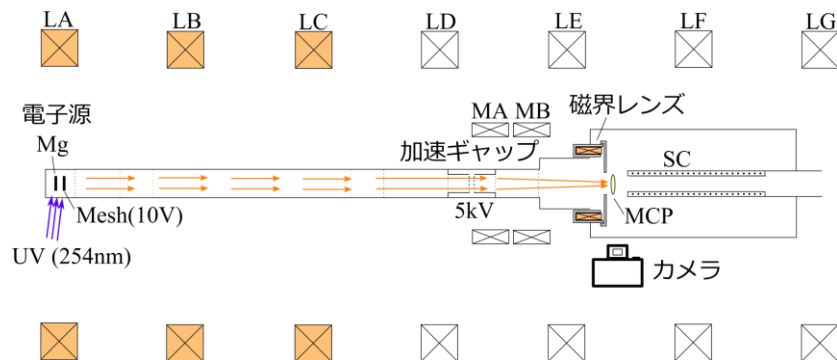 LA LB LC LD LE LF LG
電子源
Mg
Mesh(10V)
UV (254nm)
MA MB
加速ギャップ
5kV
磁界レンズ
SC
MCP
カメラ